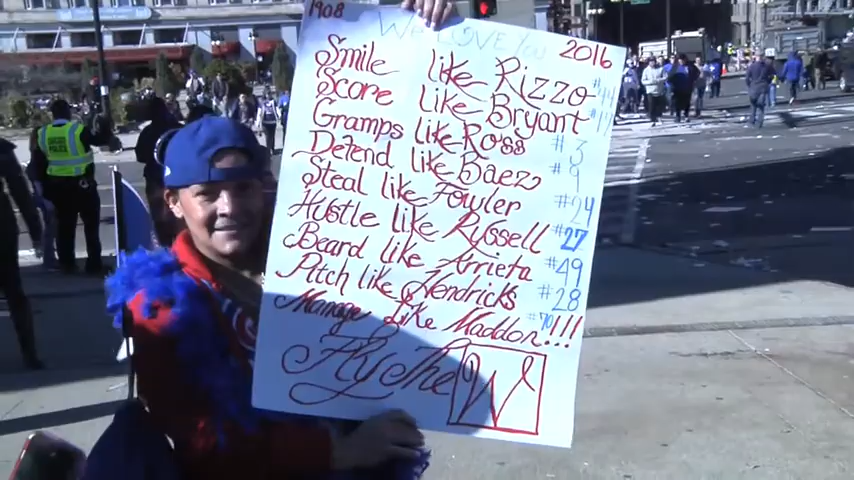 1908
We LOVE You
2016
Smile like Rizzo #44
Score like Bryant #17
Gramps like Ross #3
Defend like Baez #9
Steal like Fowler #24
Hustle like Russell #27
Beard like Arrieta #49
Pitch like Hendricks #28
Manage Like Maddon #70!!!
Fly The W